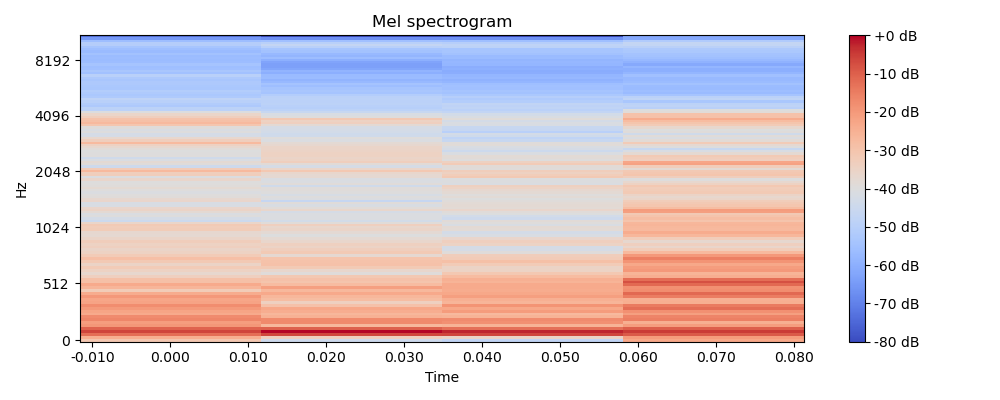 Mel spectrogram
8192
4096
2048
1024
512
0
Hz
-0.010 0.000 0.010 0.020 0.030 0.040 0.050 0.060 0.070 0.080
Time
+0 dB
-10 dB
-20 dB
-30 dB
-40 dB
-50 dB
-60 dB
-70 dB
-80 dB